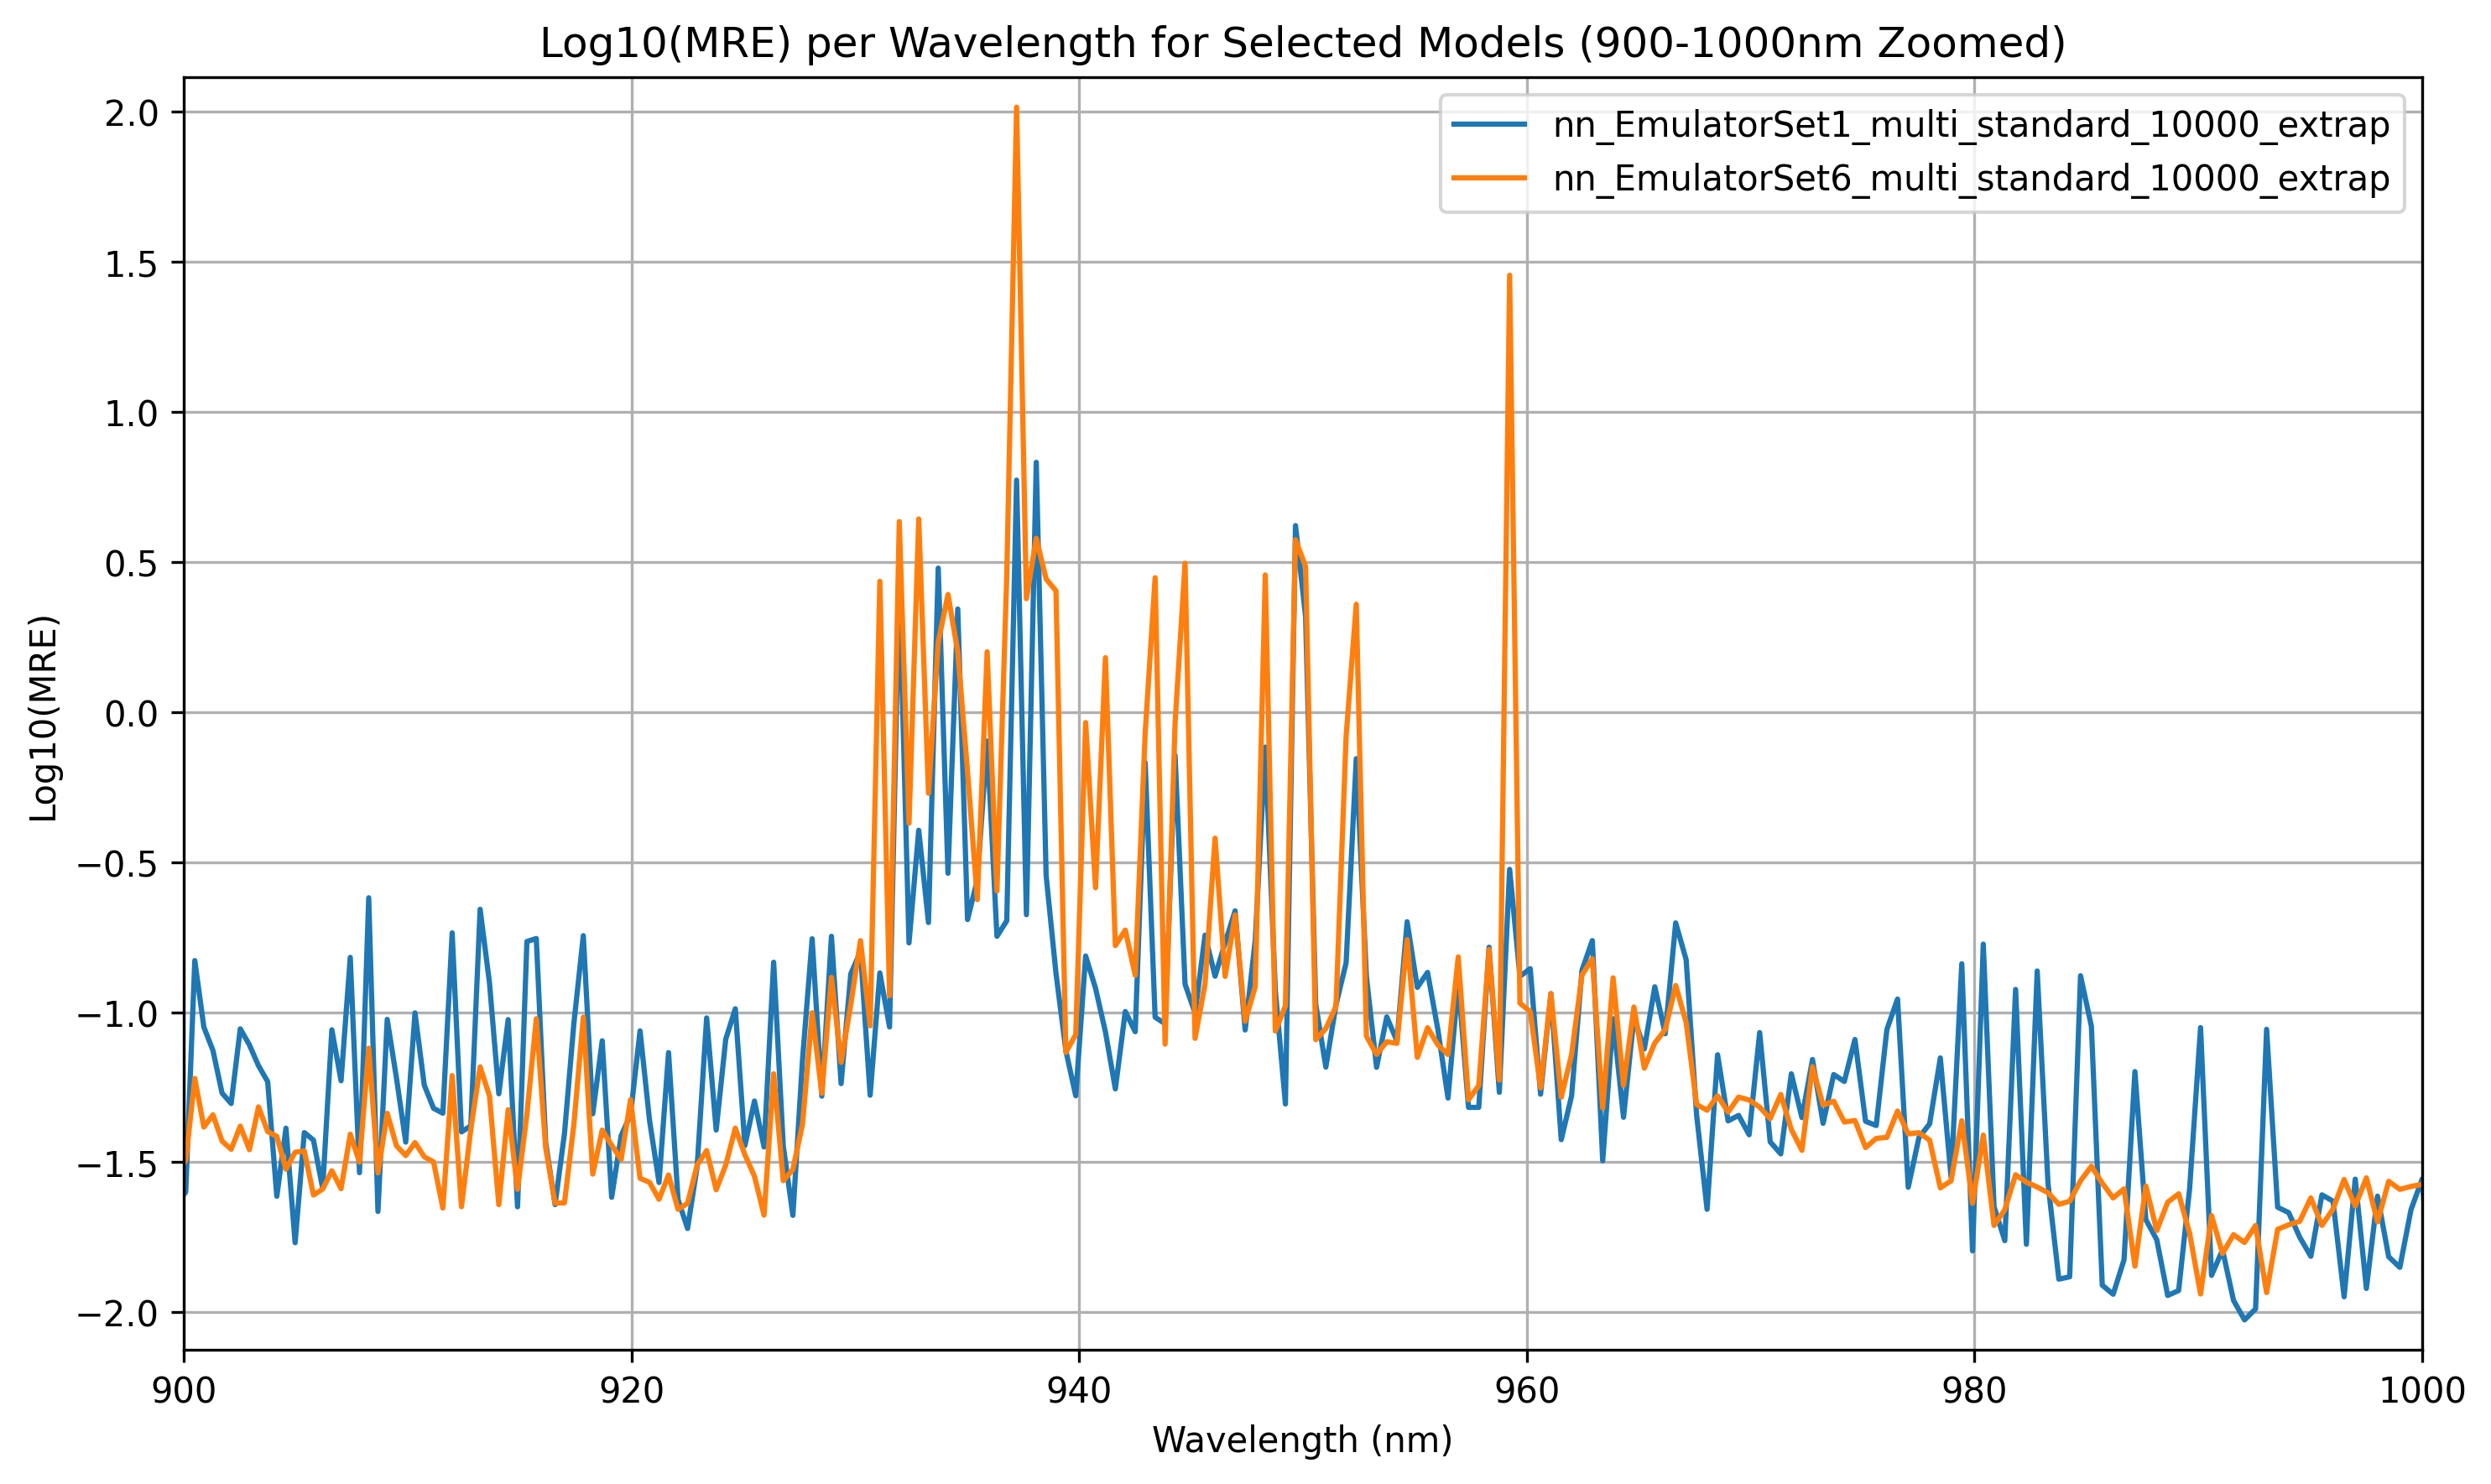 Log10(MRE) per Wavelength for Selected Models (900-1000nm Zoomed)
nn_EmulatorSet1_multi_standard_10000_extrap
nn_EmulatorSet6_multi_standard_10000_extrap
2.0
1.5
1.0
0.5
0.0
−0.5
−1.0
−1.5
−2.0
Log10(MRE)
900 920 940 960 980 1000
Wavelength (nm)